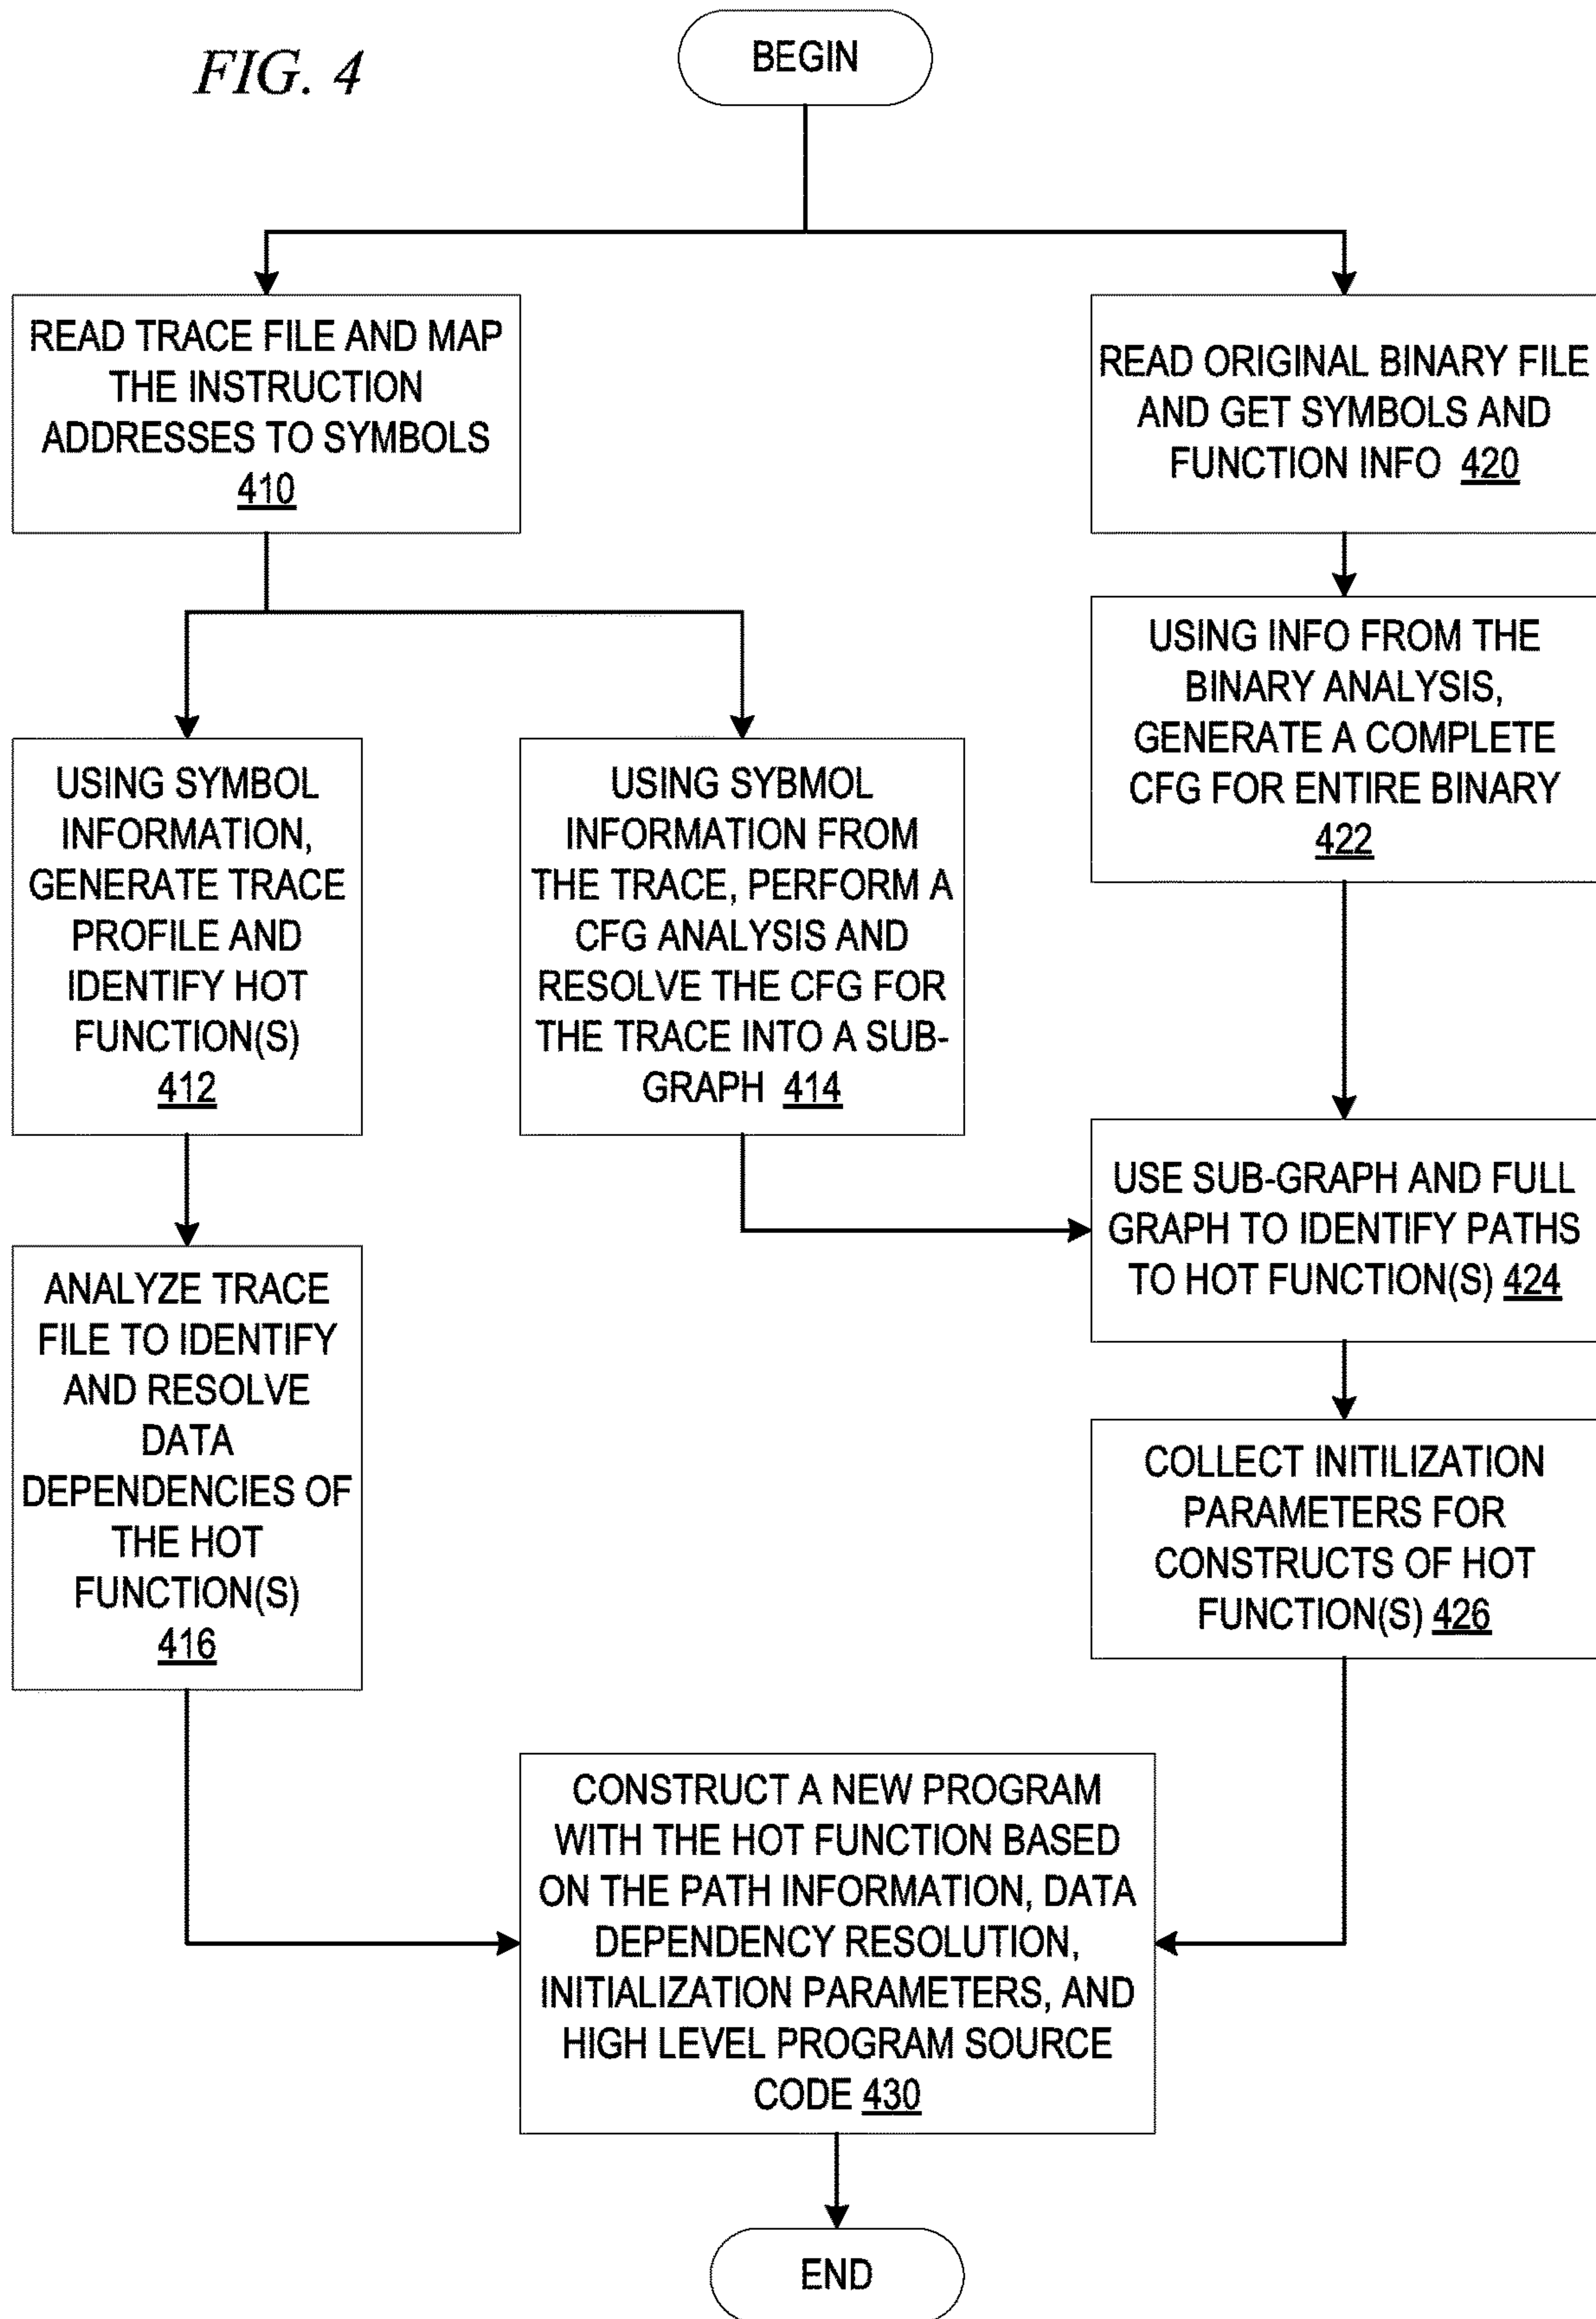 FIG. 4
BEGIN
READ TRACE FILE AND MAP
THE INSTRUCTION
ADDRESSES TO SYMBOLS
410
READ ORIGINAL BINARY FILE
AND GET SYMBOLS AND
FUNCTION INFO 420
USING INFO FROM THE
BINARY ANALYSIS,
GENERATE A COMPLETE
CFG FOR ENTIRE BINARY
422
USING SYMBOL
INFORMATION,
GENERATE TRACE
PROFILE AND
IDENTIFY HOT
FUNCTION(S)
412
USING SYBMOL
INFORMATION FROM
THE TRACE, PERFORM A
CFG ANALYSIS AND
RESOLVE THE CFG FOR
THE TRACE INTO A SUB-
GRAPH 414
USE SUB-GRAPH AND FULL
GRAPH TO IDENTIFY PATHS
TO HOT FUNCTION(S) 424
ANALYZE TRACE
FILE TO IDENTIFY
AND RESOLVE
DATA
DEPENDENCIES OF
THE HOT
FUNCTION(S)
416
COLLECT INITILIZATION
PARAMETERS FOR
CONSTRUCTS OF HOT
FUNCTION(S) 426
CONSTRUCT A NEW PROGRAM
WITH THE HOT FUNCTION BASED
ON THE PATH INFORMATION, DATA
DEPENDENCY RESOLUTION,
INITIALIZATION PARAMETERS, AND
HIGH LEVEL PROGRAM SOURCE
CODE 430
END